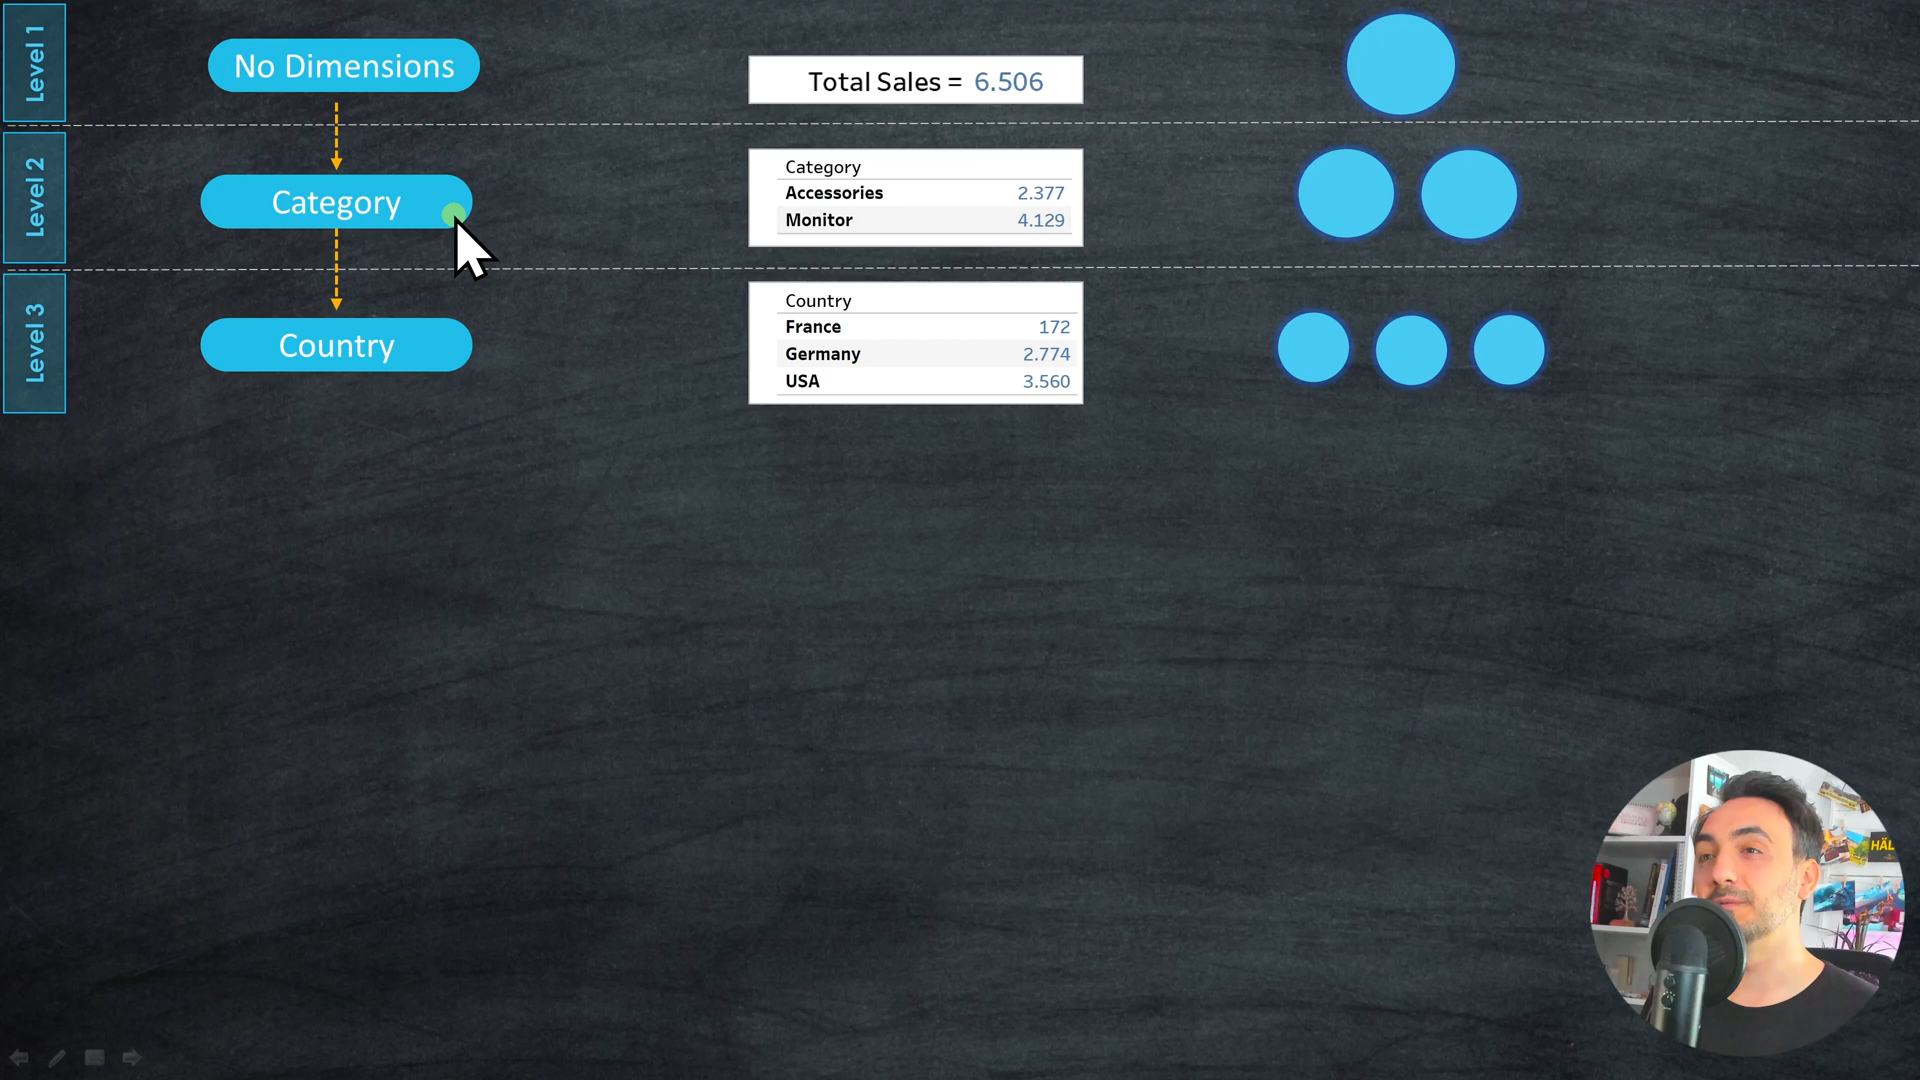 Level 1
No Dimensions
Total Sales = 6.506
Level 2
Category
Category
Accessories 2.377
Monitor 4.129
Level 3
Country
Country
France 172
Germany 2.774
USA 3.560
HÄL